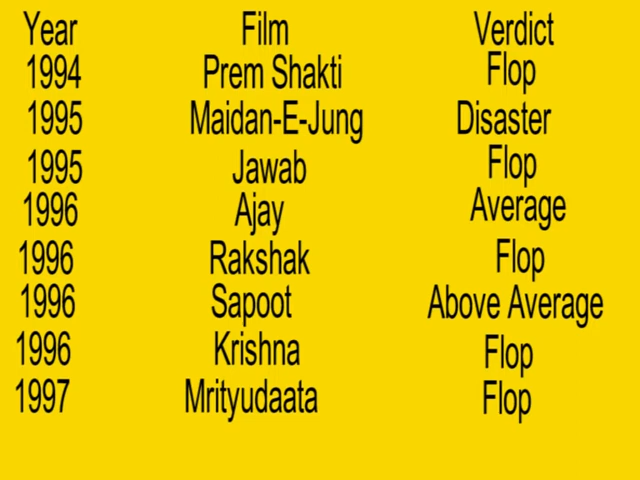 Year Film Verdict
1994 Prem Shakti Flop
1995 Maidan-E-Jung Disaster
1995 Jawab Flop
1996 Ajay Average
1996 Rakshak Flop
1996 Sapoot Above Average
1996 Krishna Flop
1997 Mrityudaata Flop